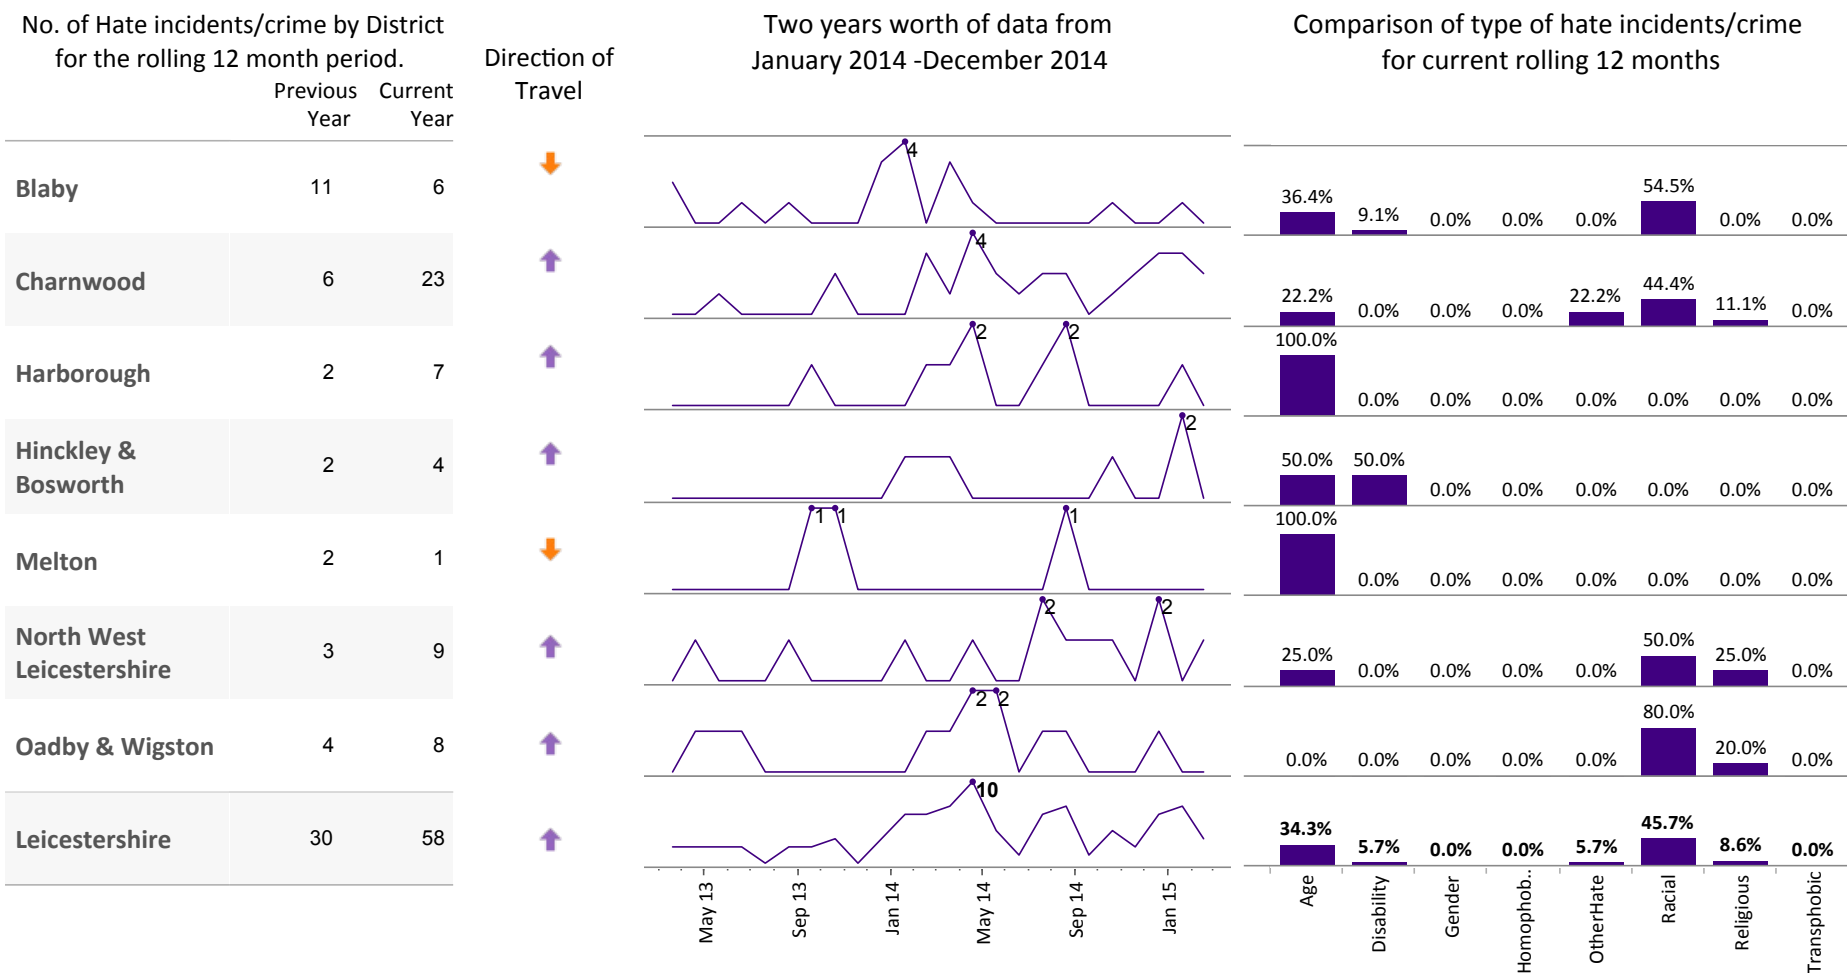 No. of Hate incidents/crime by District
for the rolling 12 month period.
Previous Year
Current Year
Direction of
Travel
Two years worth of data from
January 2014 -December 2014
Comparison of type of hate incidents/crime
for current rolling 12 months
Blaby 11 6
4
36.4% 9.1% 0.0% 0.0% 0.0% 54.5% 0.0% 0.0%
Charnwood 6 23
4
22.2% 0.0% 0.0% 0.0% 22.2% 44.4% 11.1% 0.0%
Harborough 2 7
2 2
100.0% 0.0% 0.0% 0.0% 0.0% 0.0% 0.0% 0.0%
Hinckley &
Bosworth 2 4
2
50.0% 50.0% 0.0% 0.0% 0.0% 0.0% 0.0% 0.0%
Melton 2 1
1 1 1
100.0% 0.0% 0.0% 0.0% 0.0% 0.0% 0.0% 0.0%
North West
Leicestershire 3 9
2 2
25.0% 0.0% 0.0% 0.0% 0.0% 50.0% 25.0% 0.0%
Oadby & Wigston 4 8
2 2
0.0% 0.0% 0.0% 0.0% 0.0% 80.0% 20.0% 0.0%
Leicestershire 30 58
10
34.3% 5.7% 0.0% 0.0% 5.7% 45.7% 8.6% 0.0%
May 13 Sep 13 Jan 14 May 14 Sep 14 Jan 15
Age Disability Gender Homophob.. OtherHate Racial Religious Transphobic